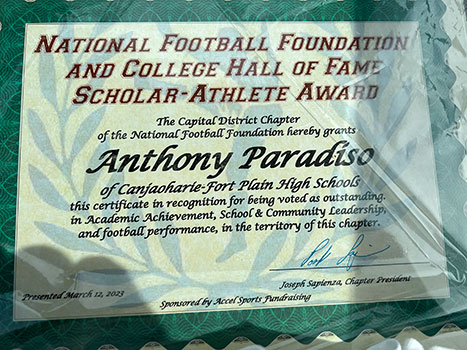 National Football Foundation
and College Hall of Fame
Scholar-Athlete Award
The Capital District Chapter
of the National Football Foundation hereby grants
Anthony Paradiso
of Canjaoharie-Fort Plain High Schools
this certificate in recognition for being voted as outstanding.
in Academic Achievement, School & Community Leadership,
and football performance, in the territory of this chapter.
Joseph Sapienza, Chapter President
Presented March 12, 2023
Sponsored by Accel Sports Fundraising